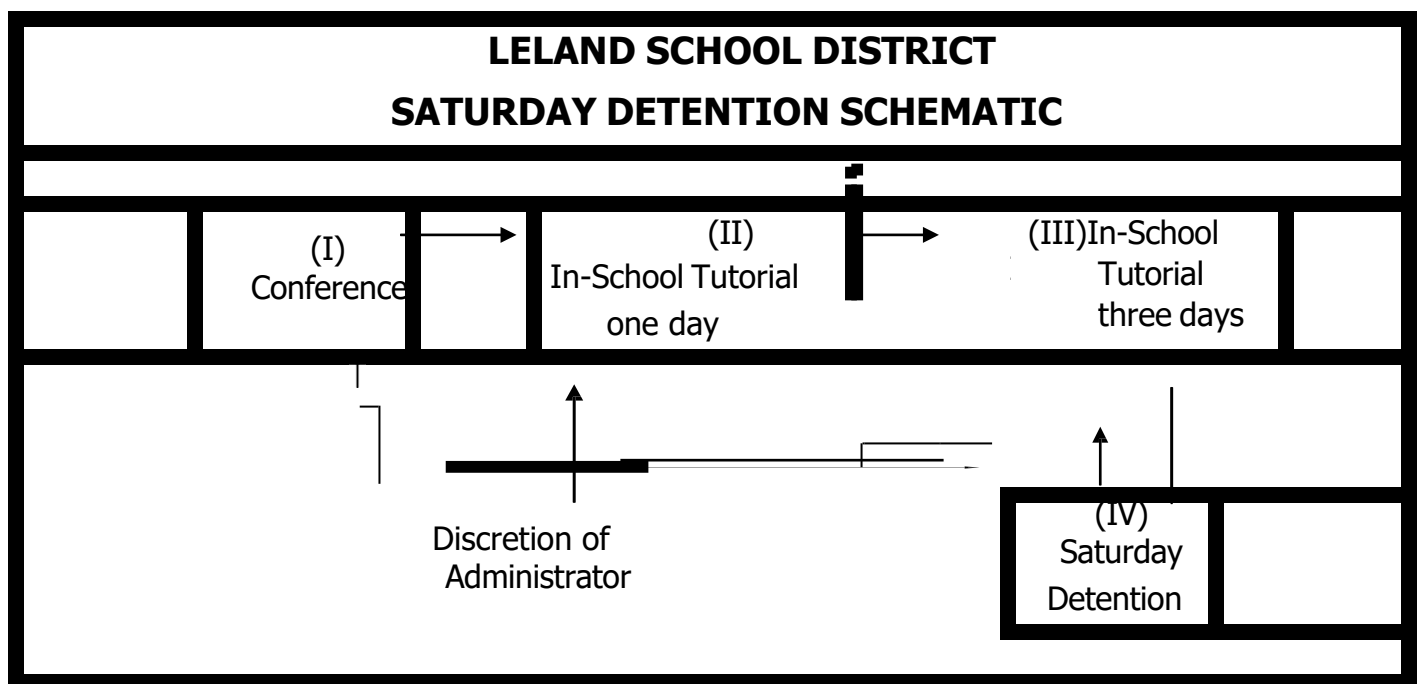 LELAND SCHOOL DISTRICT
SATURDAY DETENTION SCHEMATIC
(I)
Conference
(II)
In-School Tutorial
one day
(III)In-School
Tutorial
three days
Discretion of
Administrator
(IV)
Saturday
Detention